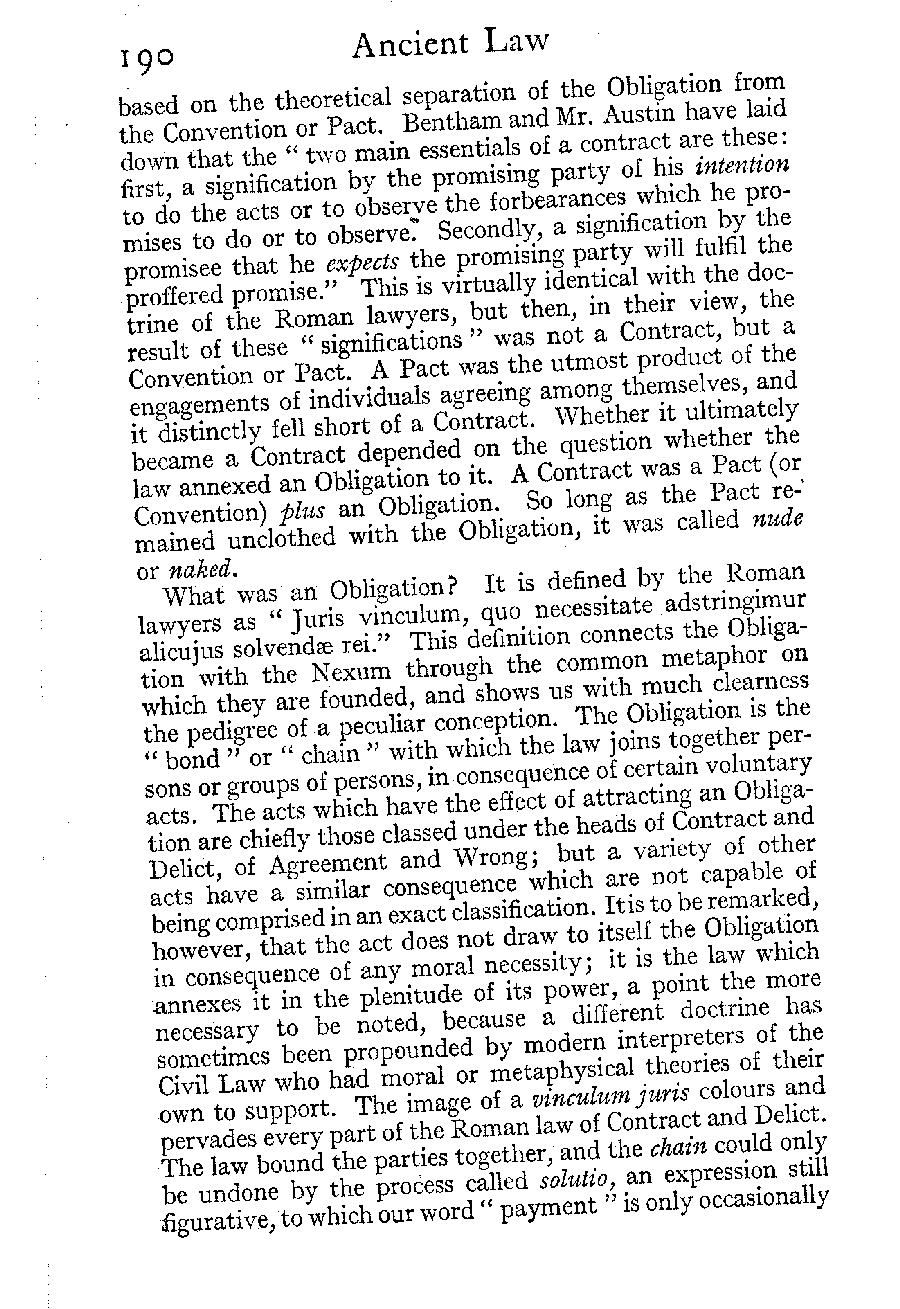 190 Ancient Law
based on the theoretical separation of the Obligation from
the Convention or Pact. Bentham and Mr. Austin have laid
down that the “ two main essentials of a contract are these:
first, a signification by the promising party of his intention
to do the acts or to observe the forbearances which he pro-
mises to do or to observe. Secondly, a signification by the
promisee that he expects the promising party will fulfil the
proffered promise.” This is virtually identical with the doc-
trine of the Roman lawyers, but then, in their view, the
result of these “ significations ” was not a Contract, but a
Convention or Pact. A Pact was the utmost product of the
engagements of individuals agreeing among themselves, and
it distinctly fell short of a Contract. Whether it ultimately
became a Contract depended on the question whether the
law annexed an Obligation to it. A Contract was a Pact (or
Convention) plus an Obligation. So long as the Pact re-
mained unclothed with the Obligation, it was called nude
or naked.
What was an Obligation? It is defined by the Roman
lawyers as “ Juris vinculum, quo necessitate adstringimur
alicujus solvendæ rei.” This definition connects the Obliga-
tion with the Nexum through the common metaphor on
which they are founded, and shows us with much clearness
the pedigree of a peculiar conception. The Obligation is the
“ bond ” or “ chain ” with which the law joins together per-
sons or groups of persons, in consequence of certain voluntary
acts. The acts which have the effect of attracting an Obliga-
tion are chiefly those classed under the heads of Contract and
Delict, of Agreement and Wrong; but a variety of other
acts have a similar consequence which are not capable of
being comprised in an exact classification. It is to be remarked,
however, that the act does not draw to itself the Obligation
in consequence of any moral necessity; it is the law which
annexes it in the plenitude of its power, a point the more
necessary to be noted, because a different doctrine has
sometimes been propounded by modern interpreters of the
Civil Law who had moral or metaphysical theories of their
own to support. The image of a vinculum juris colours and
pervades every part of the Roman law of Contract and Delict.
The law bound the parties together, and the chain could only
be undone by the process called solutio, an expression still
figurative, to which our word “ payment ” is only occasionally